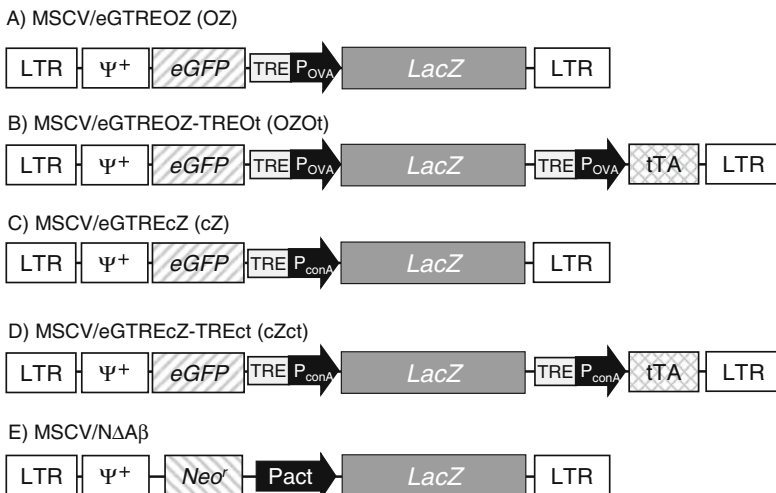 A) MSCV/eGTREOZ (OZ)
LTR Ψ+ eGFP TRE POVA LacZ LTR
B) MSCV/eGTREOZ-TREOt (OZOt)
LTR Ψ+ eGFP TRE POVA LacZ TRE POVA tTA LTR
C) MSCV/eGTREcZ (cZ)
LTR Ψ+ eGFP TRE PconA LacZ LTR
D) MSCV/eGTREcZ-TREct (cZct)
LTR Ψ+ eGFP TRE PconA LacZ TRE PconA tTA LTR
E) MSCV/NΔAβ
LTR Ψ+ Neor Pact LacZ LTR